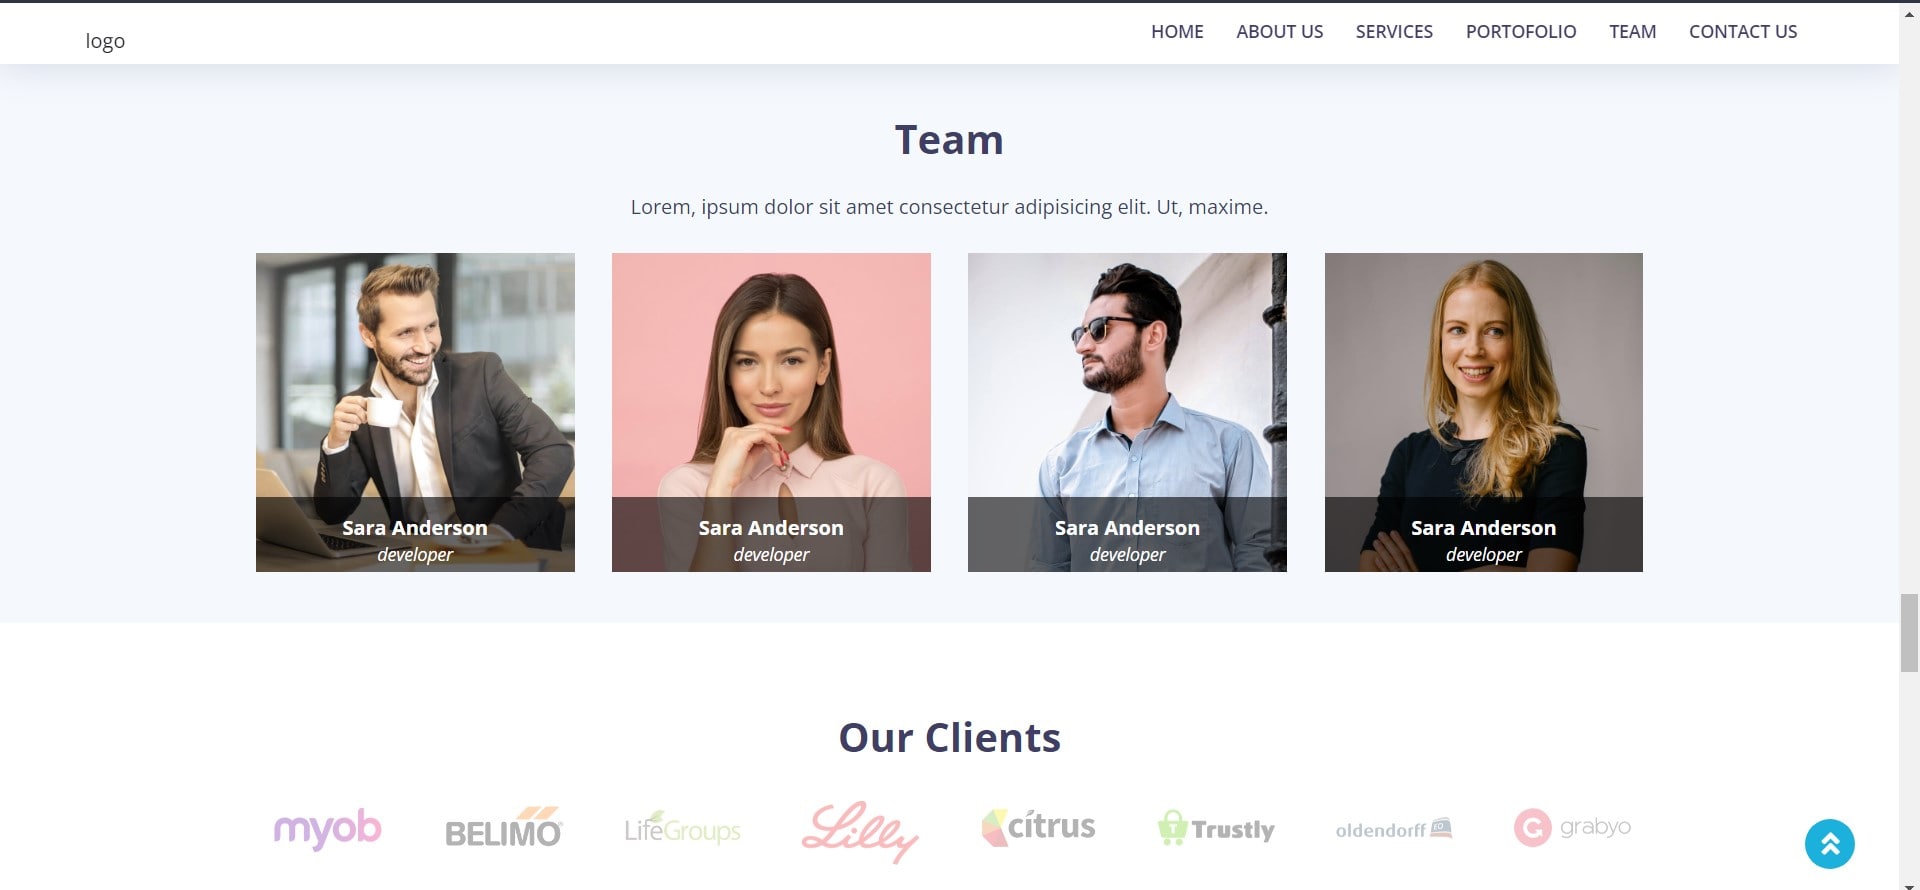 logo
HOME ABOUT US SERVICES PORTOFOLIO TEAM CONTACT US
Team
Lorem, ipsum dolor sit amet consectetur adipisicing elit. Ut, maxime.
Sara Anderson
developer
Sara Anderson
developer
Sara Anderson
developer
Sara Anderson
developer
Our Clients
myob
BELIMO
LifeGroups
Lilly
cítrus
T Trustly
oldendorff EO
G grabyo